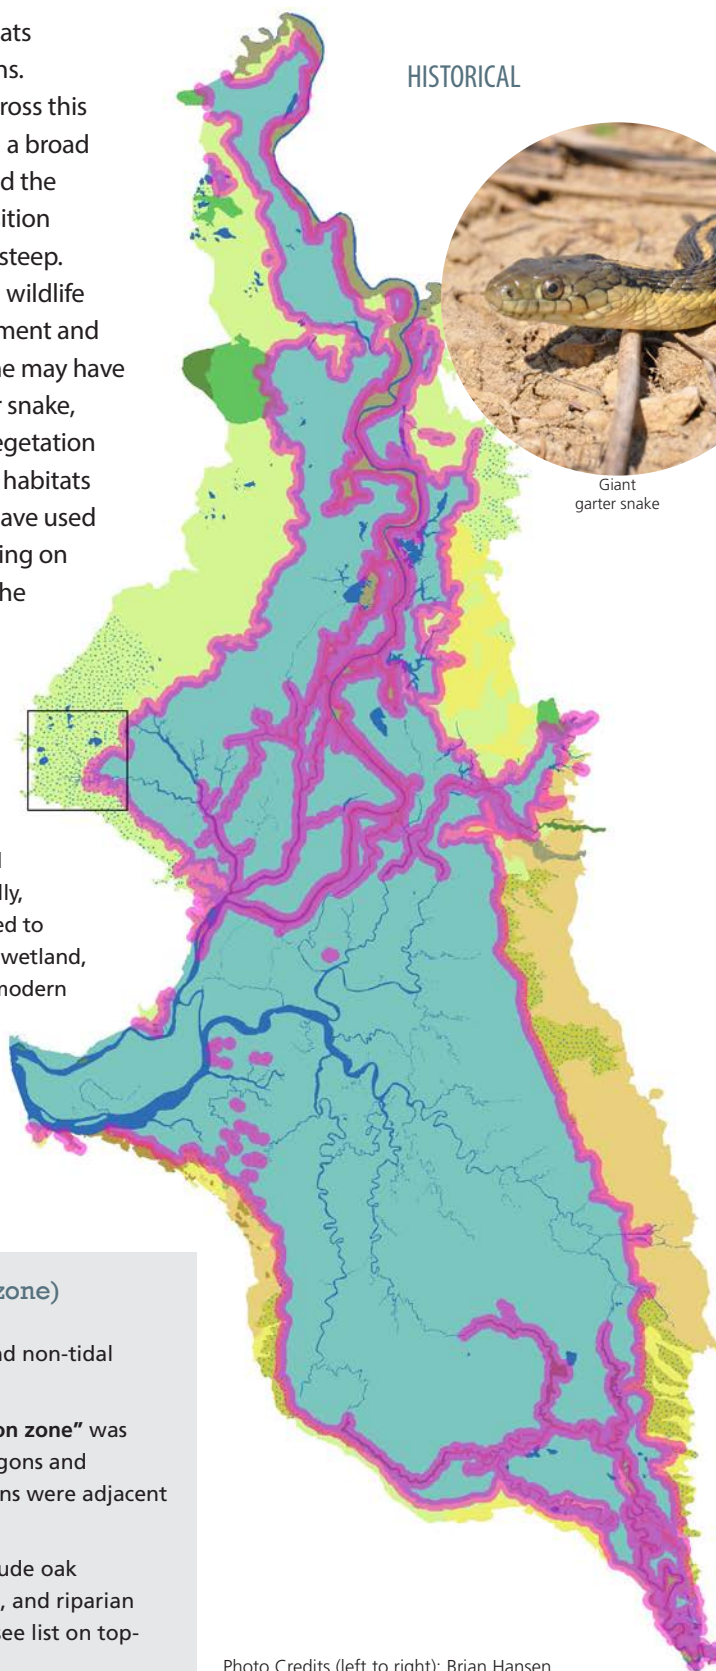 ats
ns.
ross this
a broad
d the
ition
steep.
wildlife
ment and
ne may have
r snake,
egetation
habitats
ave used
ing on
he
HISTORICAL
Giant
garter snake
l
lly,
ed to
wetland,
modern
zone)
nd non-tidal
on zone” was
gons and
ns were adjacent
ude oak
, and riparian
see list on top-
Photo Credits (left to right): Brian Hansen